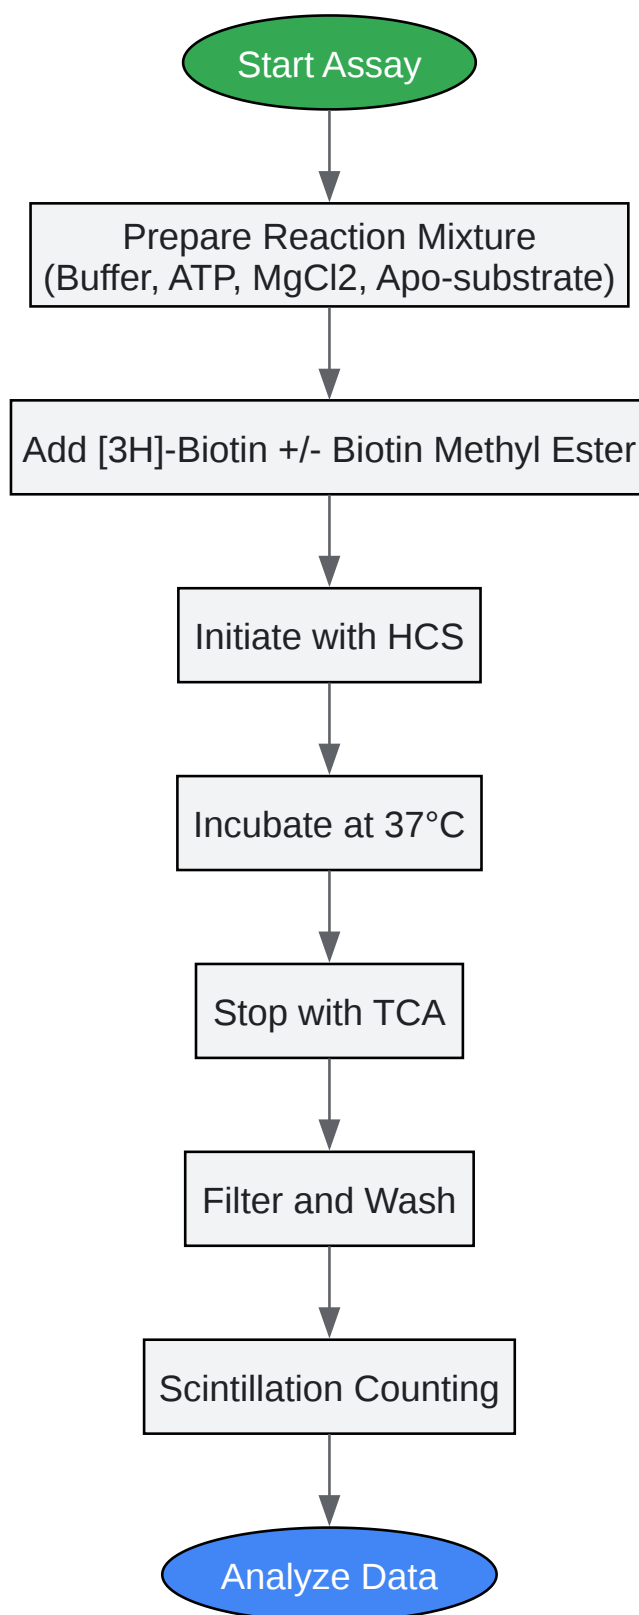 Start Assay
Prepare Reaction Mixture
(Buffer, ATP, MgCl2, Apo-substrate)
Add [3H]-Biotin +/- Biotin Methyl Ester
Initiate with HCS
Incubate at 37°C
Stop with TCA
Filter and Wash
Scintillation Counting
Analyze Data